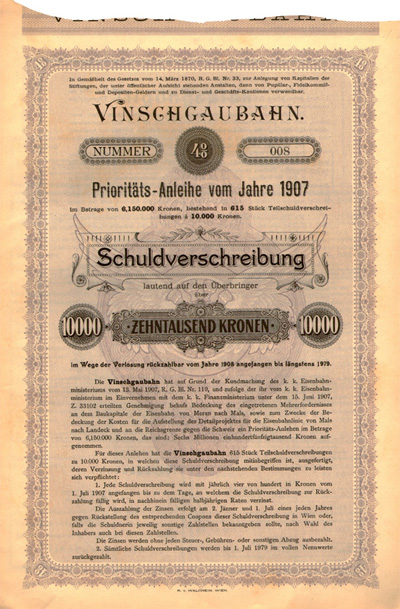 VINSCHGAUBAHN
In Gemäßheit des Gesetzes vom 14. März 1870, R. G. Bl. Nr. 33, zur Anlegung von Kapitalien der
Stiftungen, der unter öffentlicher Aufsicht stehenden Anstalten, dann von Pupillar-, Fideikommiß-
und Depositen-Geldern und zu Dienst- und Geschäfts-Kautionen verwendbar.
VINSCHGAUBAHN.
NUMMER
4%
008
Prioritäts-Anleihe vom Jahre 1907
im Betrage von 6,150.000 Kronen, bestehend in 615 Stück Teilschuldverschrei-
bungen à 10.000 Kronen.
Schuldverschreibung
lautend auf den Überbringer
über
10000
ZEHNTAUSEND KRONEN
10000
im Wege der Verlosung rückzahlbar vom Jahre 1908 angefangen bis längstens 1979.
Die Vinschgaubahn hat auf Grund der Kundmachung des k. k. Eisenbahn-
ministeriums vom 15. Mai 1907, R. G. Bl. Nr. 119, und zufolge der ihr vom k. k. Eisenbahn-
ministerium im Einvernehmen mit dem k. k. Finanzministerium unter dem 15. Juni 1907,
Z. 33102 erteilten Genehmigung behufs Bedeckung des eingetretenen Mehrerfordernisses
zu dem Baukapitale der Eisenbahn von Meran nach Mals, sowie zum Zwecke der Be-
deckung der Kosten für die Aufstellung des Detailprojektes für die Eisenbahnlinie von Mals
nach Landeck und an die Reichsgrenze gegen die Schweiz ein Prioritäts-Anleihen im Betrage
von 6,150.000 Kronen, das sind: Sechs Millionen einhundertfünfzigtausend Kronen auf-
genommen.
Für dieses Anleihen hat die Vinschgaubahn 615 Stück Teilschuldverschreibungen
zu 10.000 Kronen, in welchen diese Schuldverschreibung mitinbegriffen ist, ausgefertigt,
deren Verzinsung und Rückzahlung sie unter den nachstehenden Bestimmungen zu leisten
sich verpflichtet:
1. Jede Schuldverschreibung wird mit jährlich vier von hundert in Kronen vom
1. Juli 1907 angefangen bis zu dem Tage, an welchem die Schuldverschreibung zur Rück-
zahlung fällig wird, in nachhinein fälligen halbjährigen Raten verzinst.
Die Auszahlung der Zinsen erfolgt am 2. Jänner und 1. Juli eines jeden Jahres
gegen Rückstellung des entsprechenden Coupons dieser Schuldverschreibung in Wien oder,
falls die Schuldnerin jeweilig sonstige Zahlstellen bekanntgeben sollte, nach Wahl des
Inhabers auch bei diesen Zahlstellen.
Die Zinsen werden ohne jeden Steuer-, Gebühren- oder sonstigen Abzug ausbezahlt.
2. Sämtliche Schuldverschreibungen werden bis 1. Juli 1979 im vollen Nennwerte
zurückgezahlt.
R. v. WALDHEIM, WIEN.